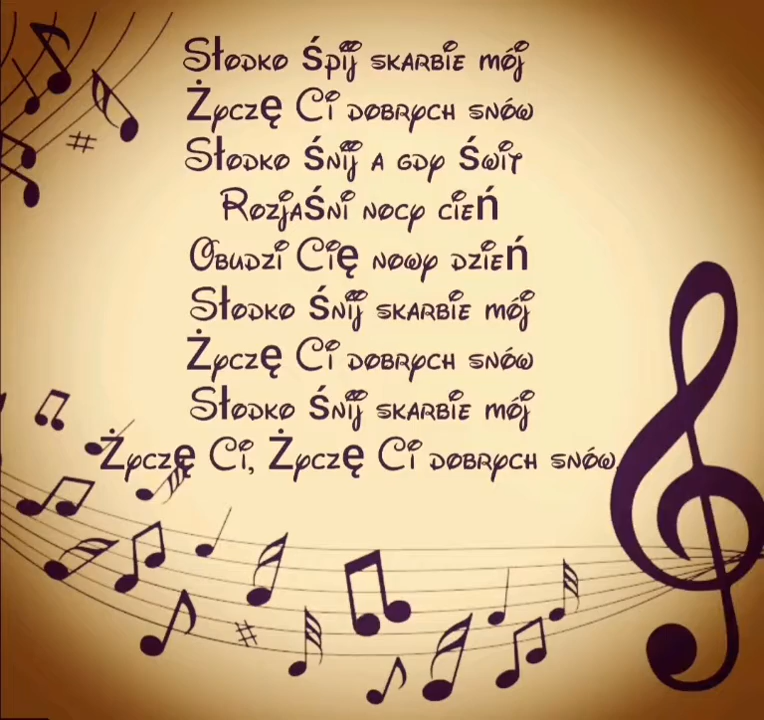 Słodko śpij skarbie mój
Życzę Ci dobrych snów
Słodko śnij a gdy świt
Rozjaśni nocy cień
Obudzi Cię nowy dzień
Słodko śnij skarbie mój
Życzę Ci dobrych snów
Słodko śnij skarbie mój
Życzę Ci, Życzę Ci dobrych snów.